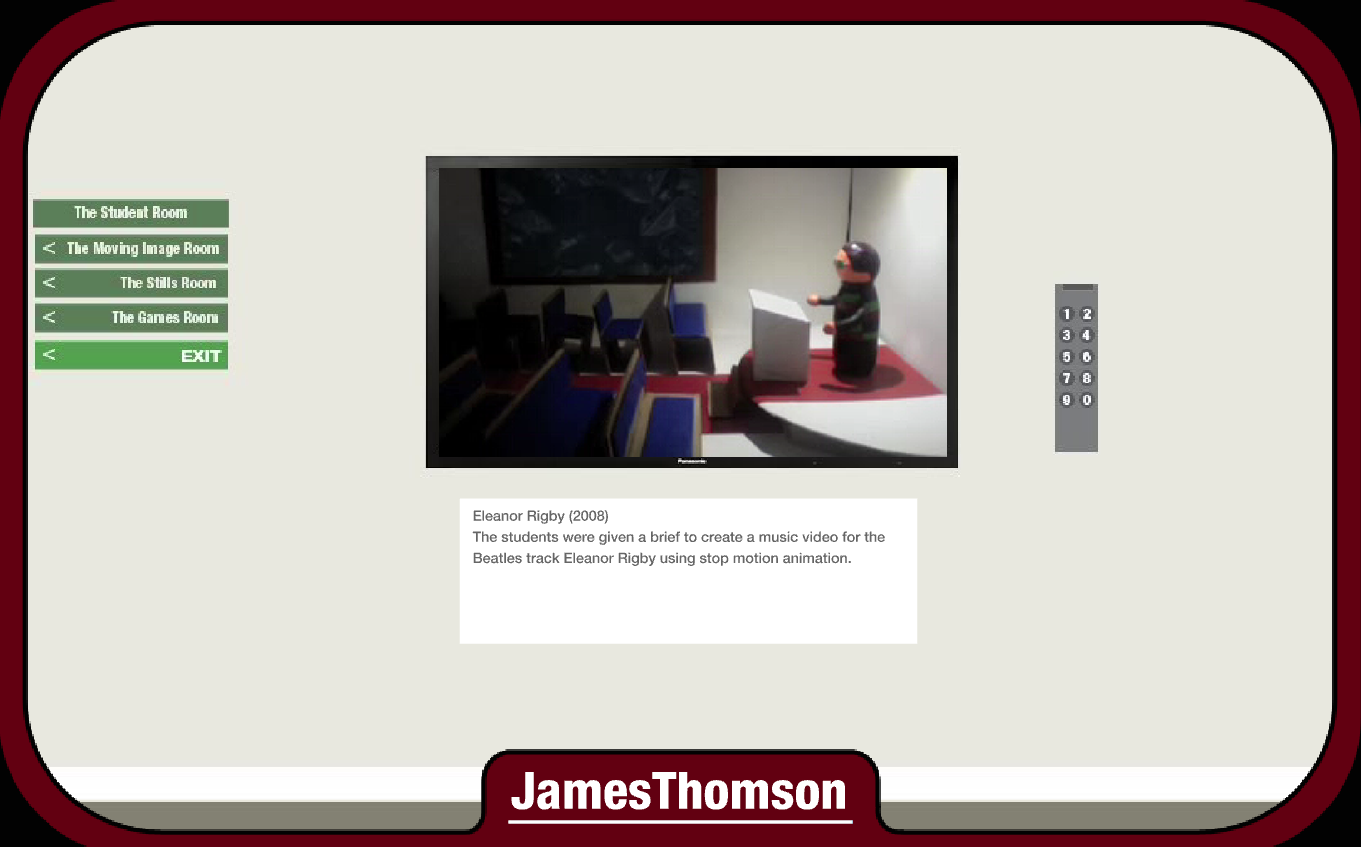 The Student Room
< The Moving Image Room
< The Stills Room
< The Games Room
< EXIT
Panasonic
1 2
3 4
5 6
7 8
9 0
Eleanor Rigby (2008)
The students were given a brief to create a music video for the
Beatles track Eleanor Rigby using stop motion animation.
JamesThomson